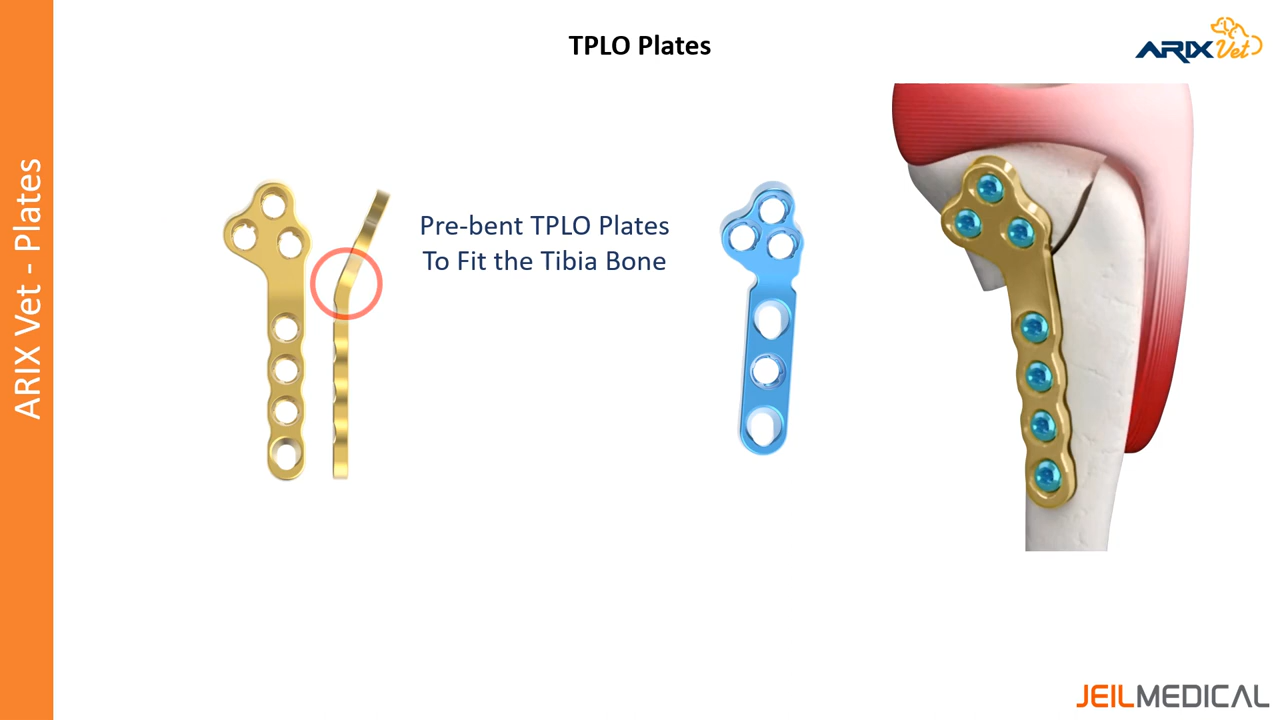 TPLO Plates
ARIX Vet
ARIX Vet - Plates
Pre-bent TPLO Plates
To Fit the Tibia Bone
JEILMEDICAL